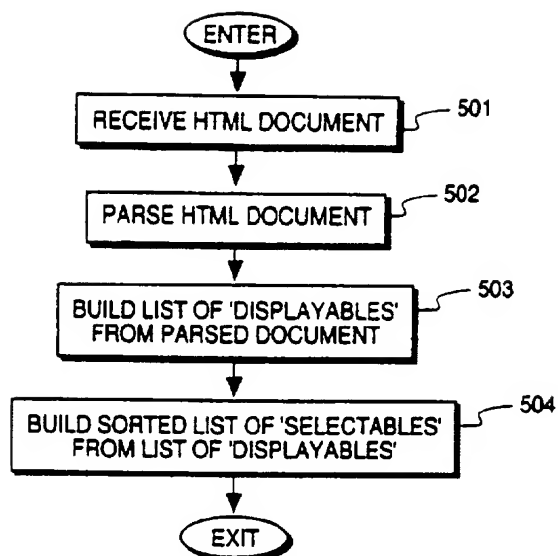 ENTER
RECEIVE HTML DOCUMENT
501
PARSE HTML DOCUMENT
502
BUILD LIST OF 'DISPLAYABLES'
FROM PARSED DOCUMENT
503
BUILD SORTED LIST OF 'SELECTABLES'
FROM LIST OF 'DISPLAYABLES'
504
EXIT